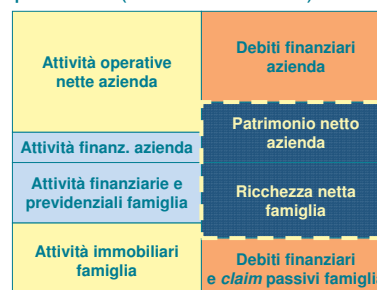 Attività operative
nette azienda
Attività finanz. azienda
Attività finanziarie e
previdenziali famiglia
Attività immobiliari
famiglia
Debiti finanziari
azienda
Patrimonio netto
azienda
Ricchezza netta
famiglia
Debiti finanziari
e claim passivi famigli